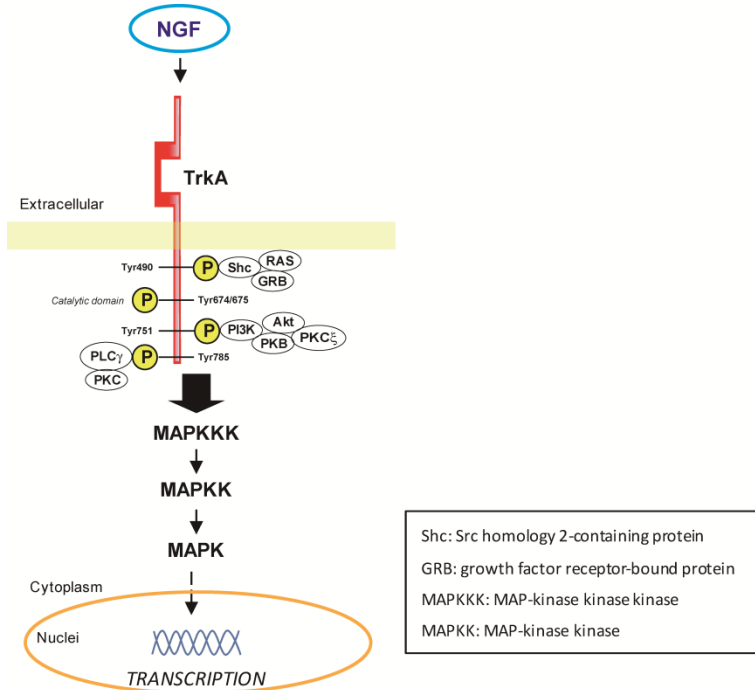 NGF
TrkA
Extracellular
Tyr490
P
Shc
RAS
GRB
Catalytic domain
P
Tyr674/675
Tyr751
P
PI3K
Akt
PKB
PKCξ
PLCγ
P
Tyr785
PKC
MAPKKK
MAPKK
MAPK
Cytoplasm
Nuclei
TRANSCRIPTION
Shc: Src homology 2-containing protein
GRB: growth factor receptor-bound protein
MAPKKK: MAP-kinase kinase kinase
MAPKK: MAP-kinase kinase